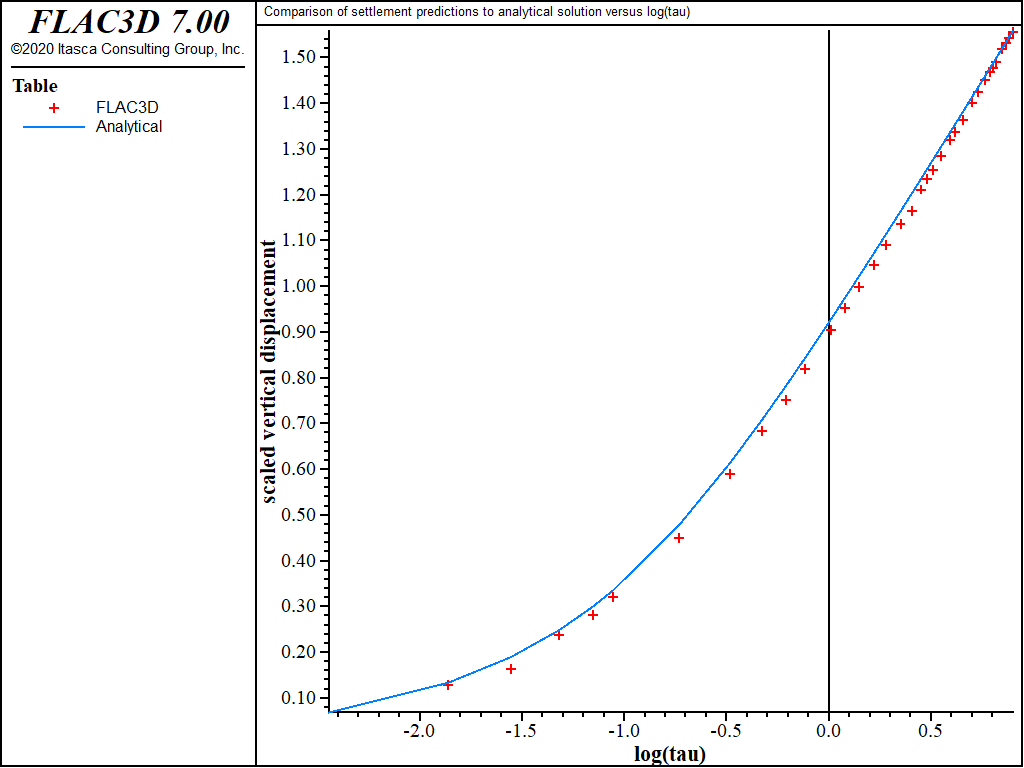 FLAC3D 7.00
©2020 Itasca Consulting Group, Inc.
Table
FLAC3D
Analytical
Comparison of settlement predictions to analytical solution versus log(tau)
scaled vertical displacement
1.50
1.40
1.30
1.20
1.10
1.00
0.90
0.80
0.70
0.60
0.50
0.40
0.30
0.20
0.10
-2.0 -1.5 -1.0 -0.5 0.0 0.5
log(tau)